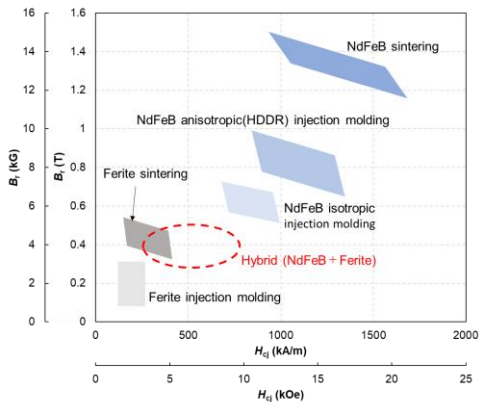 16
14
12
10
8
6
4
2
0
Br (kG)
1.6
1.4
1.2
1
0.8
0.6
0.4
0.2
0
Br (T)
NdFeB sintering
NdFeB anisotropic(HDDR) injection molding
Ferite sintering
NdFeB isotropic
injection molding
Hybrid (NdFeB+Ferite)
Ferite injection molding
0 500 1000 1500 2000
Hcj (kA/m)
0 5 10 15 20 25
Hcj (kOe)